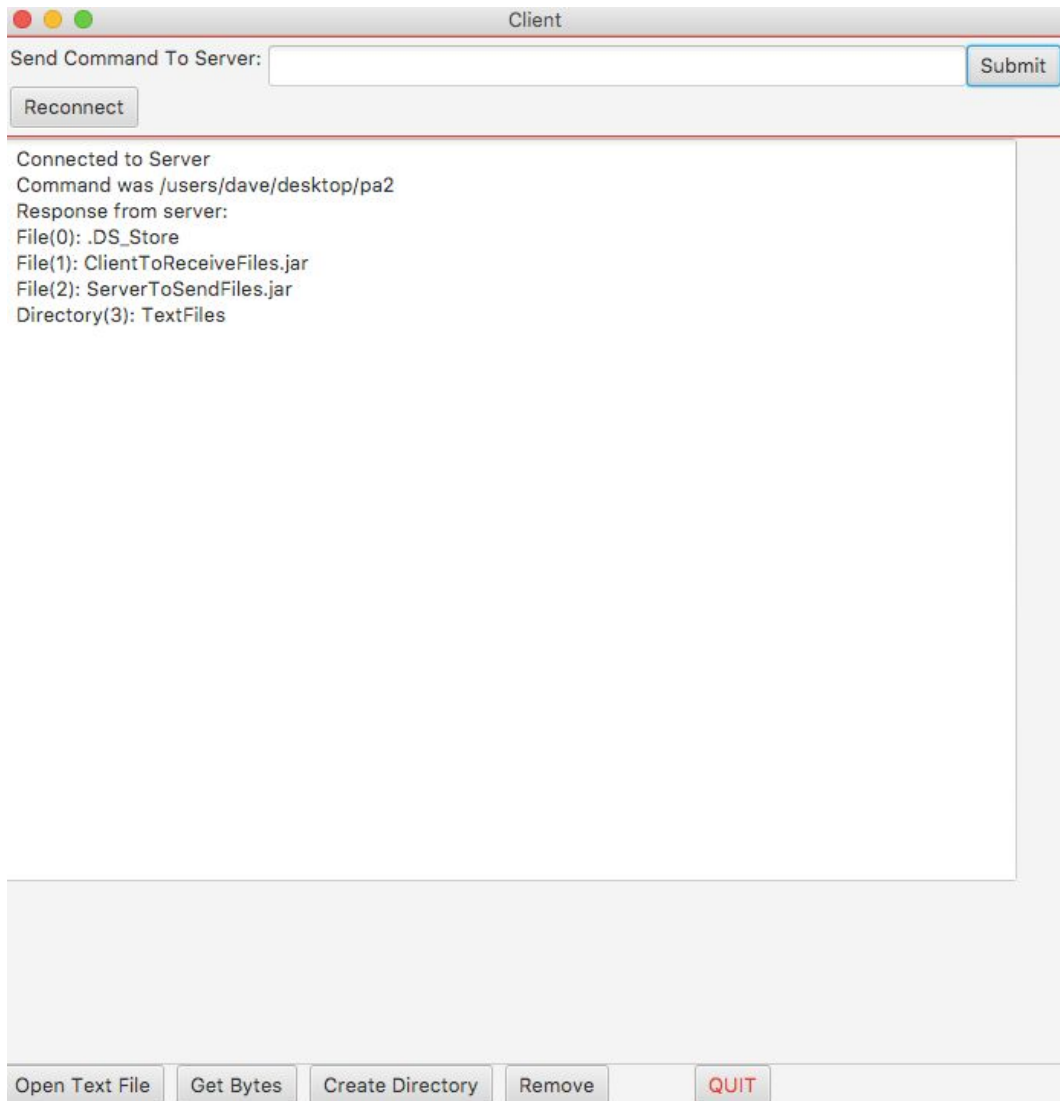 Client
Send Command To Server:
Submit
Reconnect
Connected to Server
Command was /users/dave/desktop/pa2
Response from server:
File(0): .DS_Store
File(1): ClientToReceiveFiles.jar
File(2): ServerToSendFiles.jar
Directory(3): TextFiles
Open Text File
Get Bytes
Create Directory
Remove
QUIT